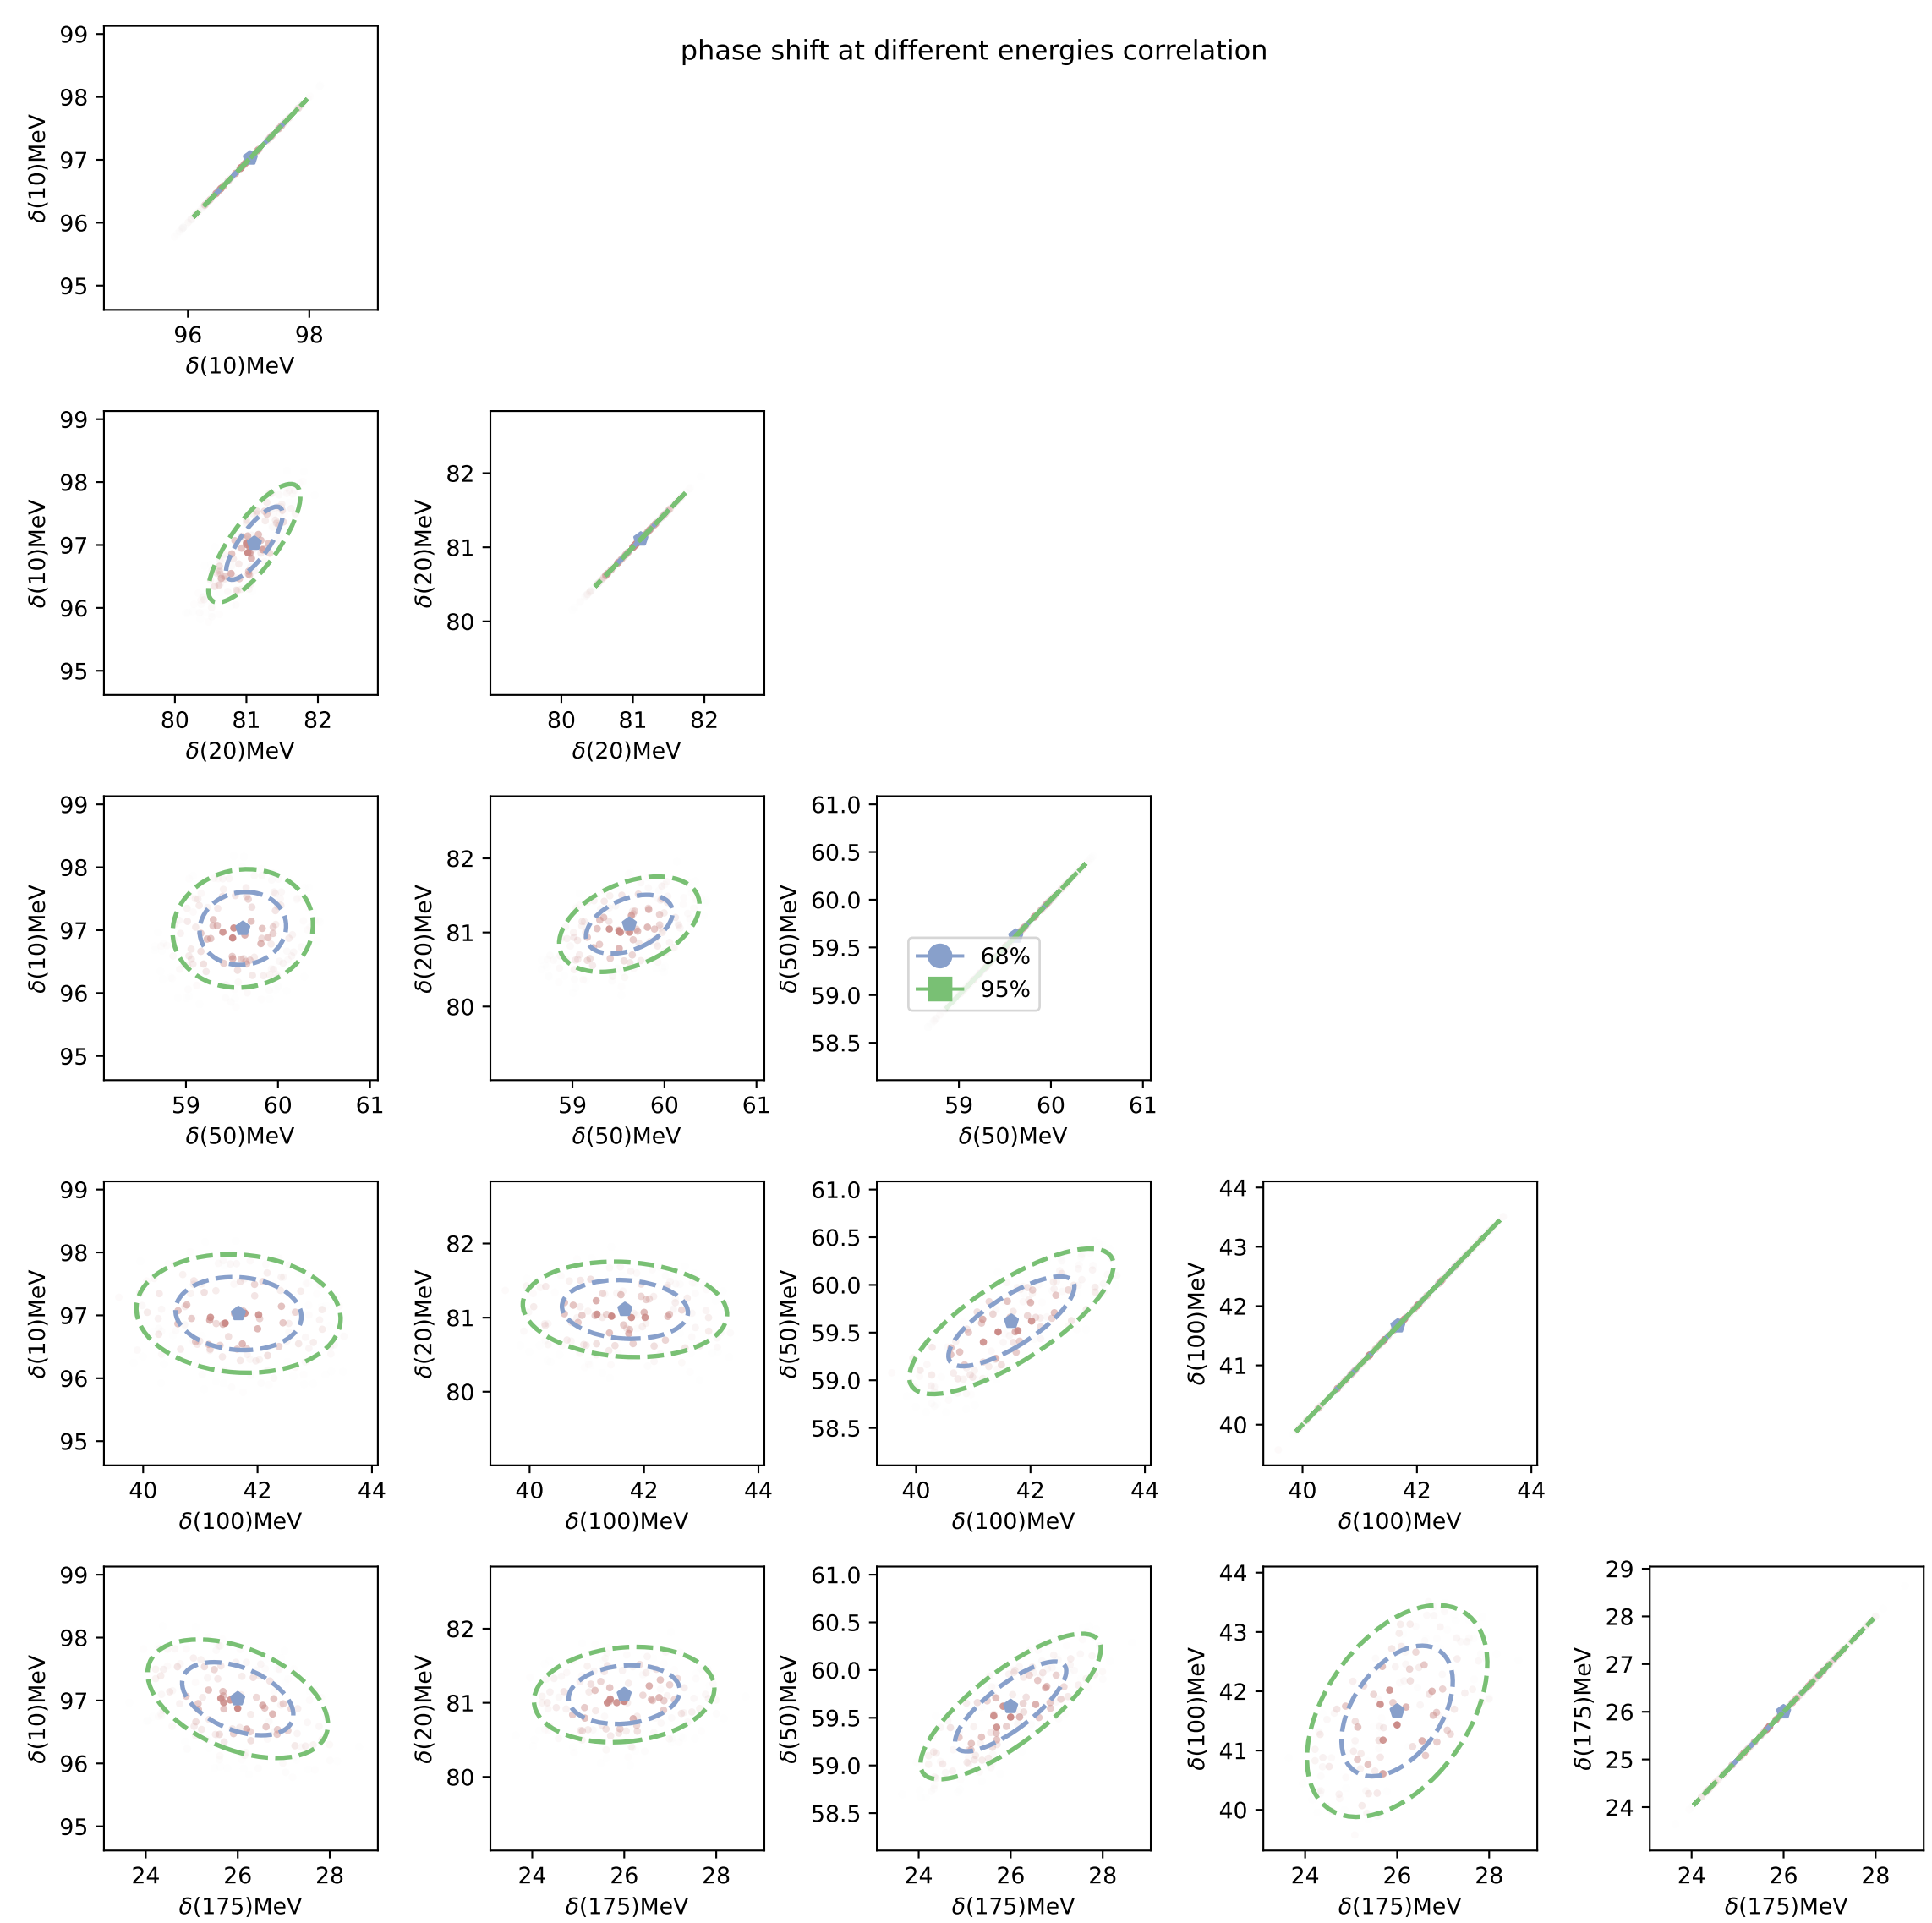 phase shift at different energies correlation
99
98
97
96
95
δ(10)MeV
96 98
δ(10)MeV
99
98
97
96
95
δ(10)MeV
80 81 82
δ(20)MeV
82
81
80
δ(20)MeV
80 81 82
δ(20)MeV
99
98
97
96
95
δ(10)MeV
59 60 61
δ(50)MeV
82
81
80
δ(20)MeV
59 60 61
δ(50)MeV
61.0
60.5
60.0
59.5
59.0
58.5
δ(50)MeV
68%
95%
59 60 61
δ(50)MeV
99
98
97
96
95
δ(10)MeV
40 42 44
δ(100)MeV
82
81
80
δ(20)MeV
40 42 44
δ(100)MeV
61.0
60.5
60.0
59.5
59.0
58.5
δ(50)MeV
40 42 44
δ(100)MeV
44
43
42
41
40
δ(100)MeV
40 42 44
δ(100)MeV
99
98
97
96
95
δ(10)MeV
24 26 28
δ(175)MeV
82
81
80
δ(20)MeV
24 26 28
δ(175)MeV
61.0
60.5
60.0
59.5
59.0
58.5
δ(50)MeV
24 26 28
δ(175)MeV
44
43
42
41
40
δ(100)MeV
24 26 28
δ(175)MeV
29
28
27
26
25
24
δ(175)MeV
24 26 28
δ(175)MeV